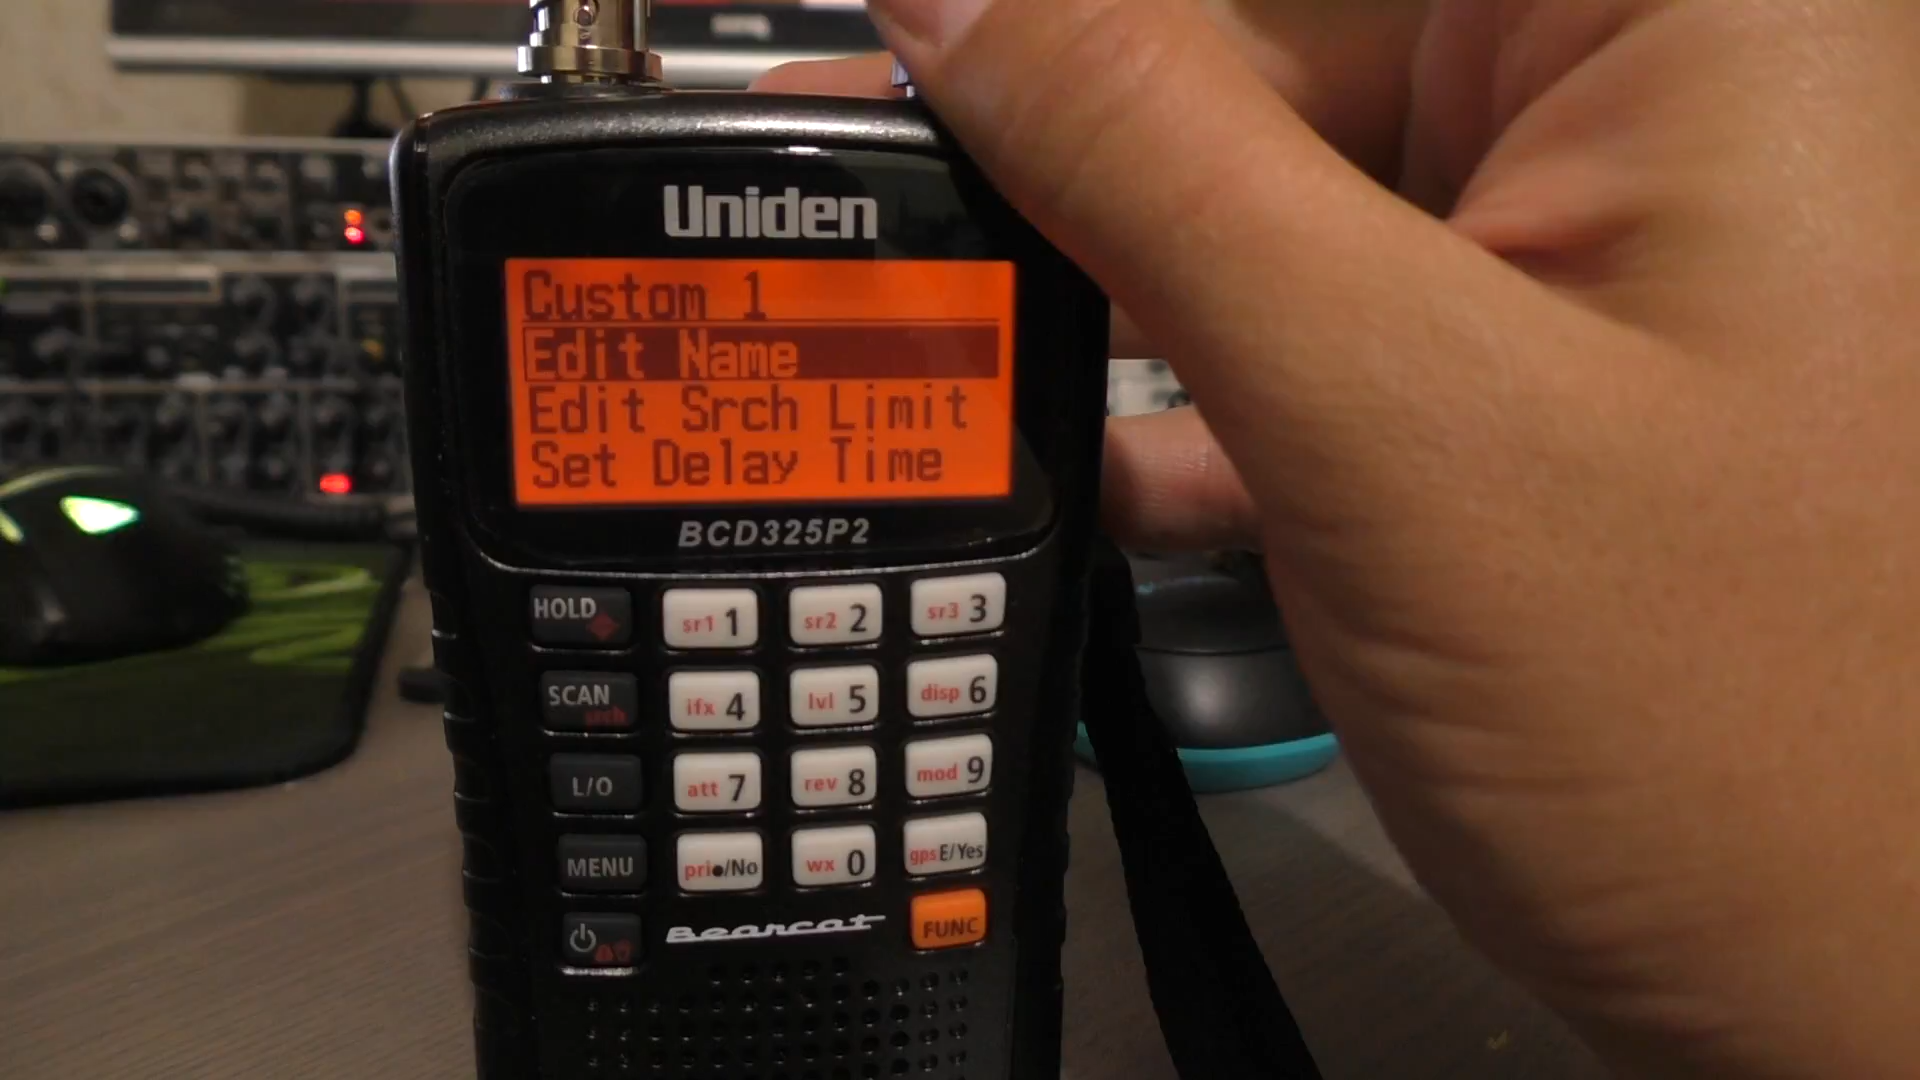 Uniden
Custom 1
Edit Name
Edit Srch Limit
Set Delay Time
BCD325P2
HOLD sr1 1 sr2 2 sr3 3
SCAN srch ifx 4 lvl 5 disp 6
L/O att 7 rev 8 mod 9
MENU pri●/No wx 0 gps E/Yes
Bearcat FUNC